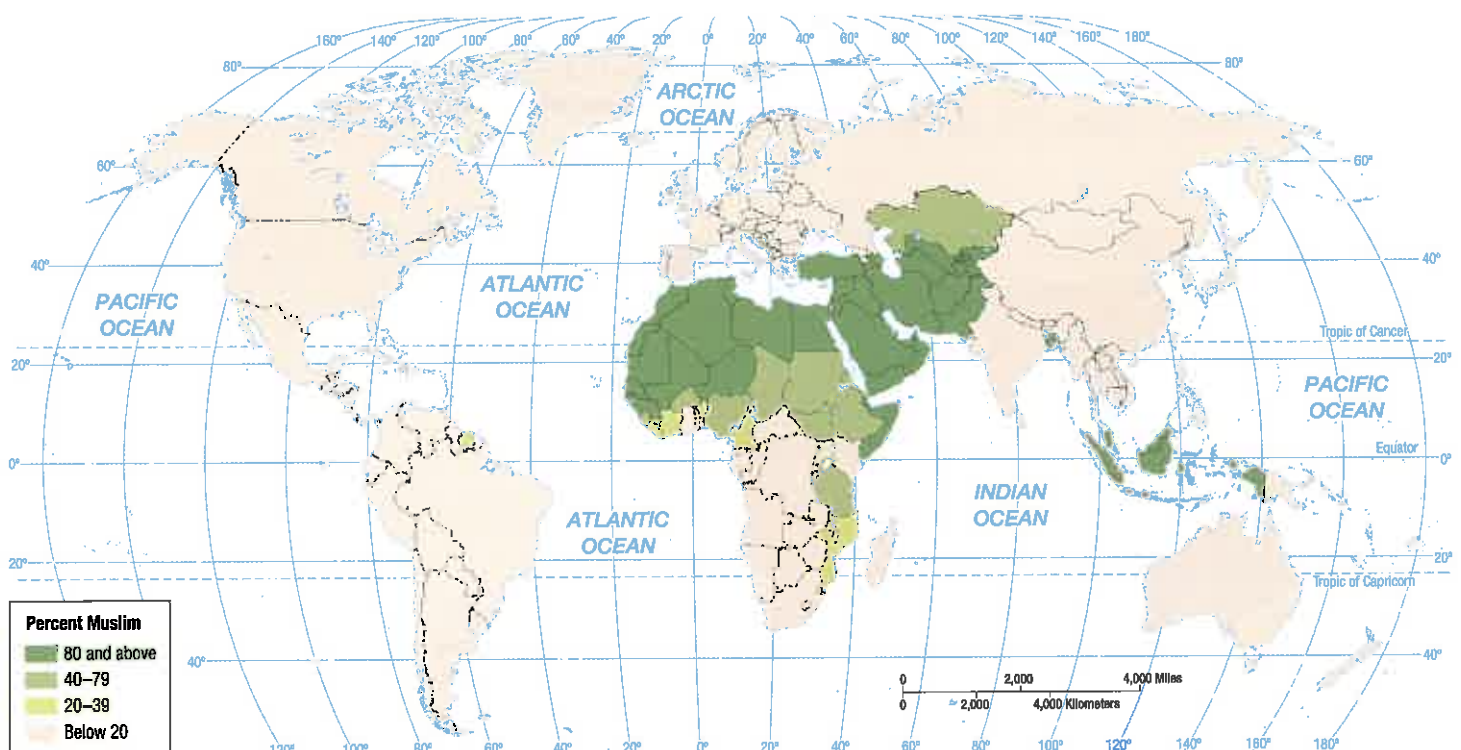 160° 140° 120° 100° 80° 60° 40° 20° 0° 20° 40° 60° 80° 100° 120° 140° 160° 180°
80° 80°
ARCTIC
OCEAN
60° 60°
40° 40°
ATLANTIC
OCEAN
PACIFIC
OCEAN
Tropic of Cancer
20° 20°
PACIFIC
OCEAN
Equator
0° 0°
INDIAN
OCEAN
ATLANTIC
OCEAN
20° 20°
Tropic of Capricorn
Percent Muslim
80 and above
40–79
20–39
Below 20
40° 40°
0 2,000 4,000 Miles
0 2,000 4,000 Kilometers
120° 100° 80° 60° 40° 20° 0° 20° 40° 60° 80° 100° 120° 140° 160° 180°